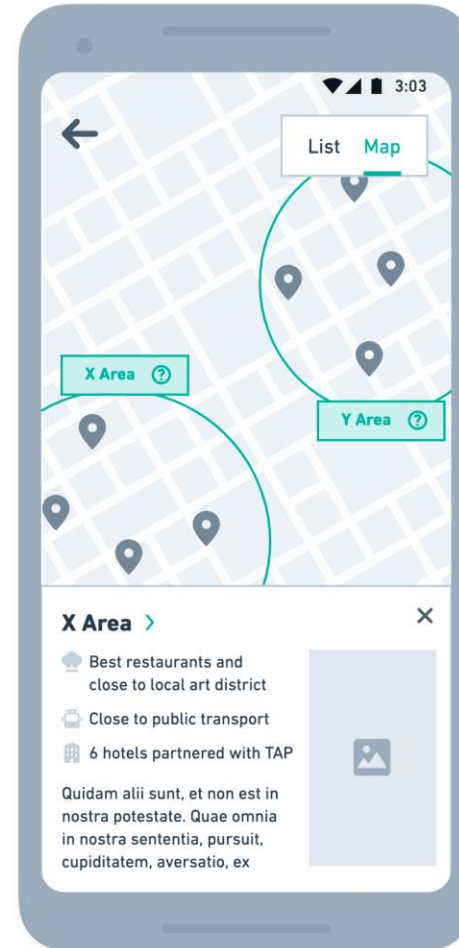 3:03
List Map
X Area ?
Y Area ?
X Area >
Best restaurants and
close to local art district
Close to public transport
6 hotels partnered with TAP
Quidam alii sunt, et non est in
nostra potestate. Quae omnia
in nostra sententia, pursuit,
cupiditatem, aversatio, ex